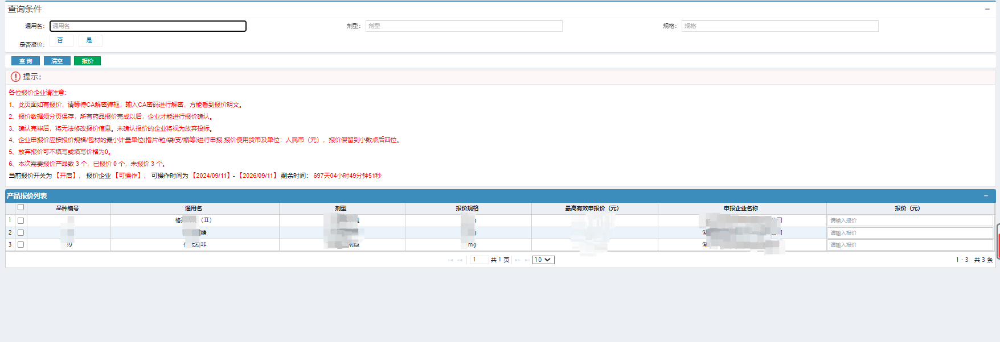 查询条件
通用名： 通用名 剂型： 剂型 规格： 规格
是否报价： 否 是
查 询 清空 报价
提示：
各位报价企业请注意：
1、此页面如有报价，请等待CA解密弹框，输入CA密码进行解密，方能看到报价明文。
2、报价数据须分页保存，所有药品报价完成以后，企业才能进行报价确认。
3、确认完毕后，将无法修改报价信息。未确认报价的企业将视为放弃投标。
4、企业申报价应按报价规格/包材的最小计量单位(指片/粒/袋/支/瓶等)进行申报.报价使用货币及单位：人民币（元），报价保留到小数点后四位。
5、放弃报价可不填写或填写价格为0。
6、本次需要报价产品数 3 个，已报价 0 个，未报价 3 个。
当前报价开关为【开启】，报价企业【可操作】，可操作时间为【2024/09/11】-【2026/09/11】剩余时间： 697天04小时49分钟51秒
产品报价列表
品种编号 通用名 剂型 报价规格 最高有效申报价（元） 申报企业名称 报价（元）
1 格列 （II） 请输入报价
2 糖 请输入报价
3 39 拉非 剂型 mg 请输入报价
1 共 1 页 10 1 - 3 共 3 条